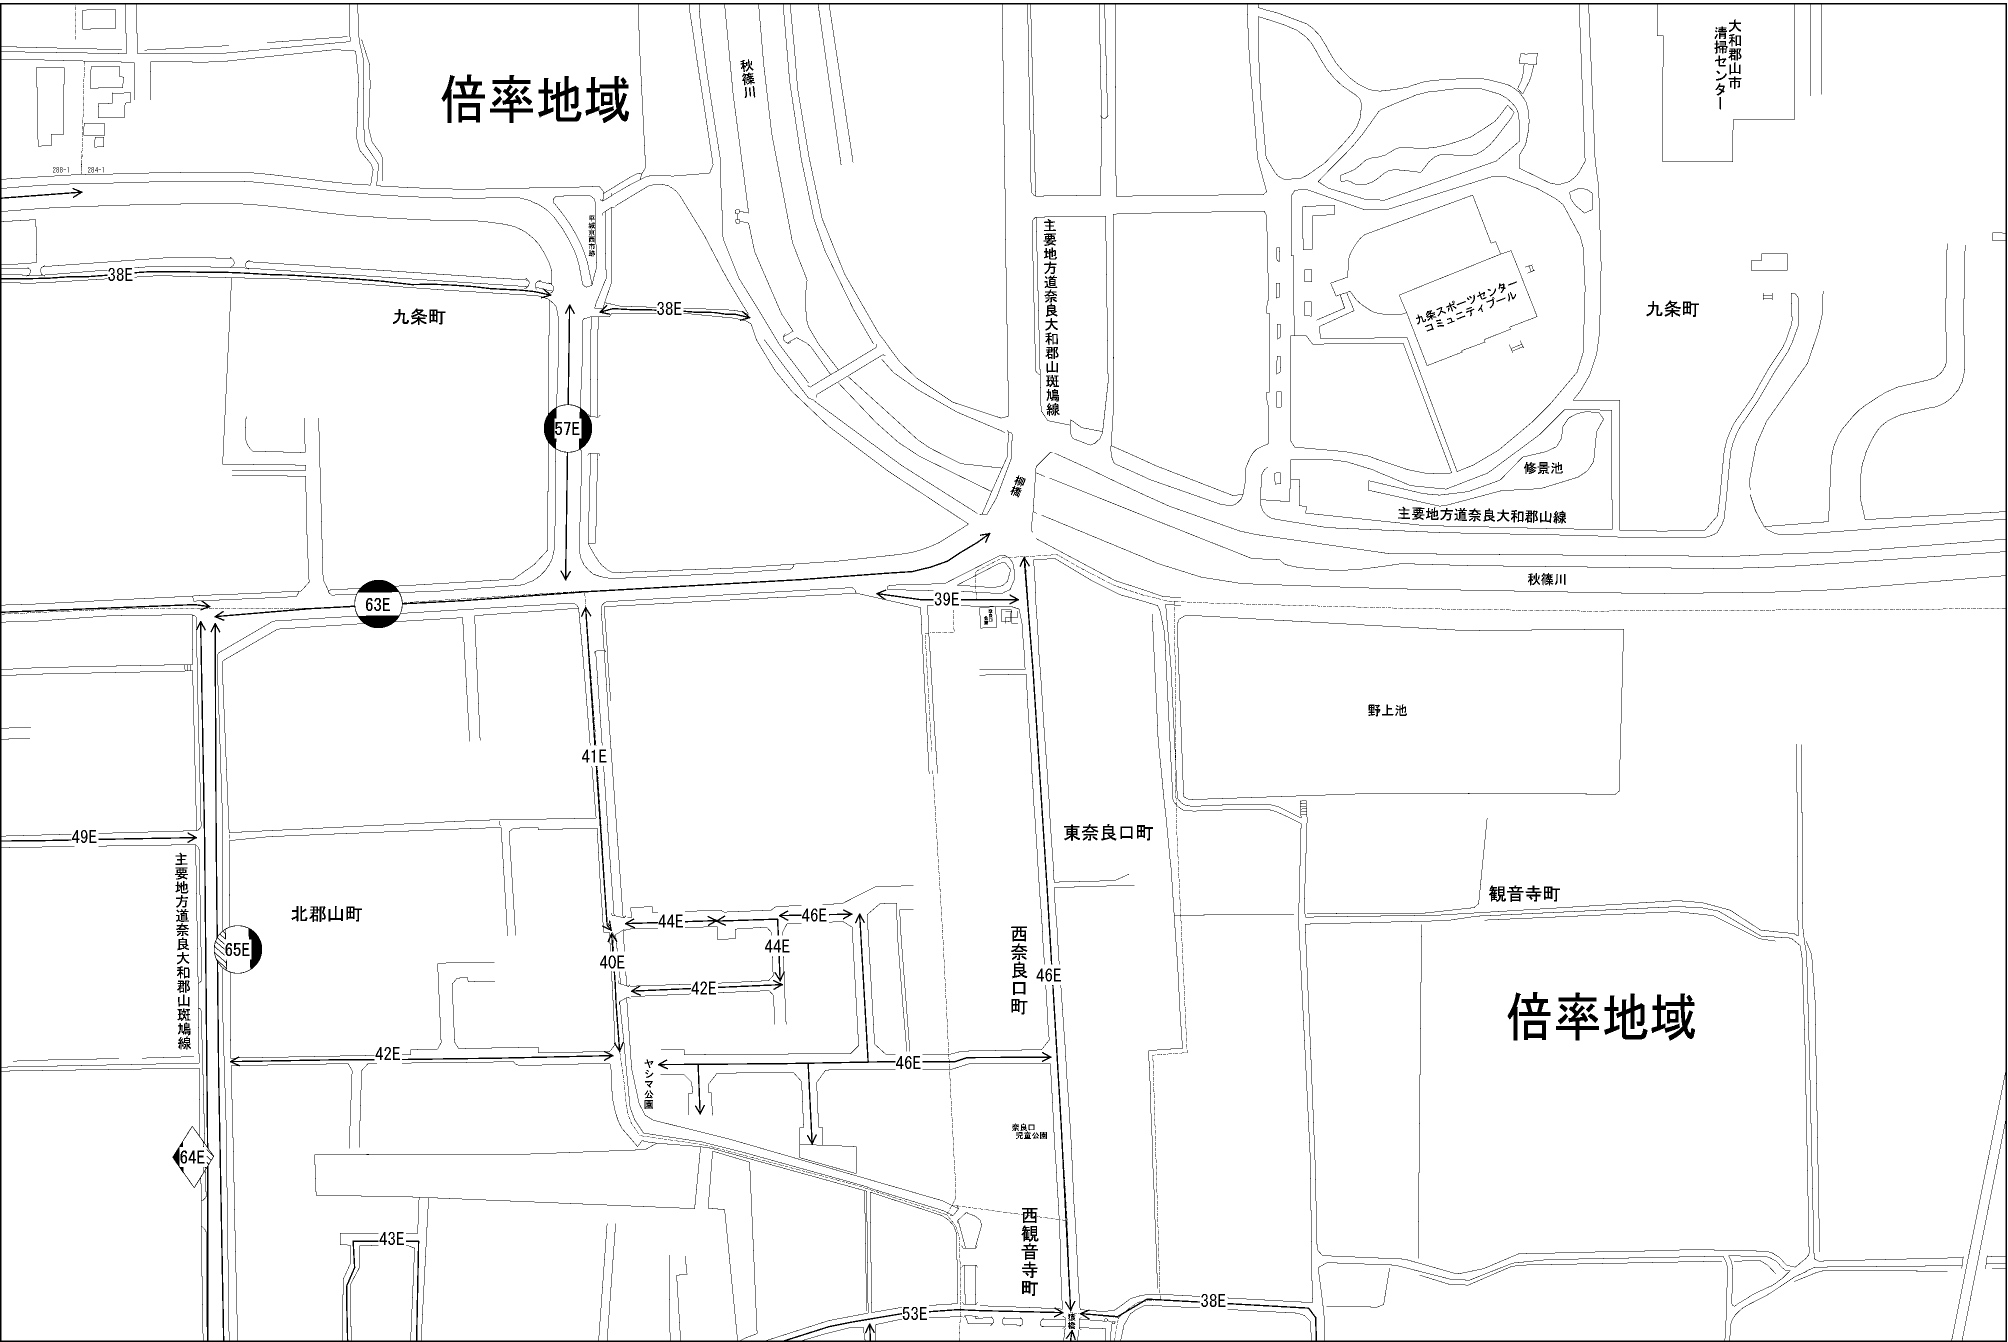 大和郡山市
清掃センター
秋篠川
倍率地域
288-1
284-1
主要地方道奈良大和郡山斑鳩線
38E
九条町
38E
九条スポーツセンター
コミュニティプール
九条町
57E
修景池
柳橋
主要地方道奈良大和郡山線
秋篠川
63E
39E
野上池
41E
東奈良口町
49E
主要地方道奈良大和郡山斑鳩線
北郡山町
観音寺町
44E
46E
44E
65E
40E
西奈良口町
46E
42E
倍率地域
42E
46E
ヤシマ公園
奈良口
児童公園
64E
西観音寺町
43E
38E
53E